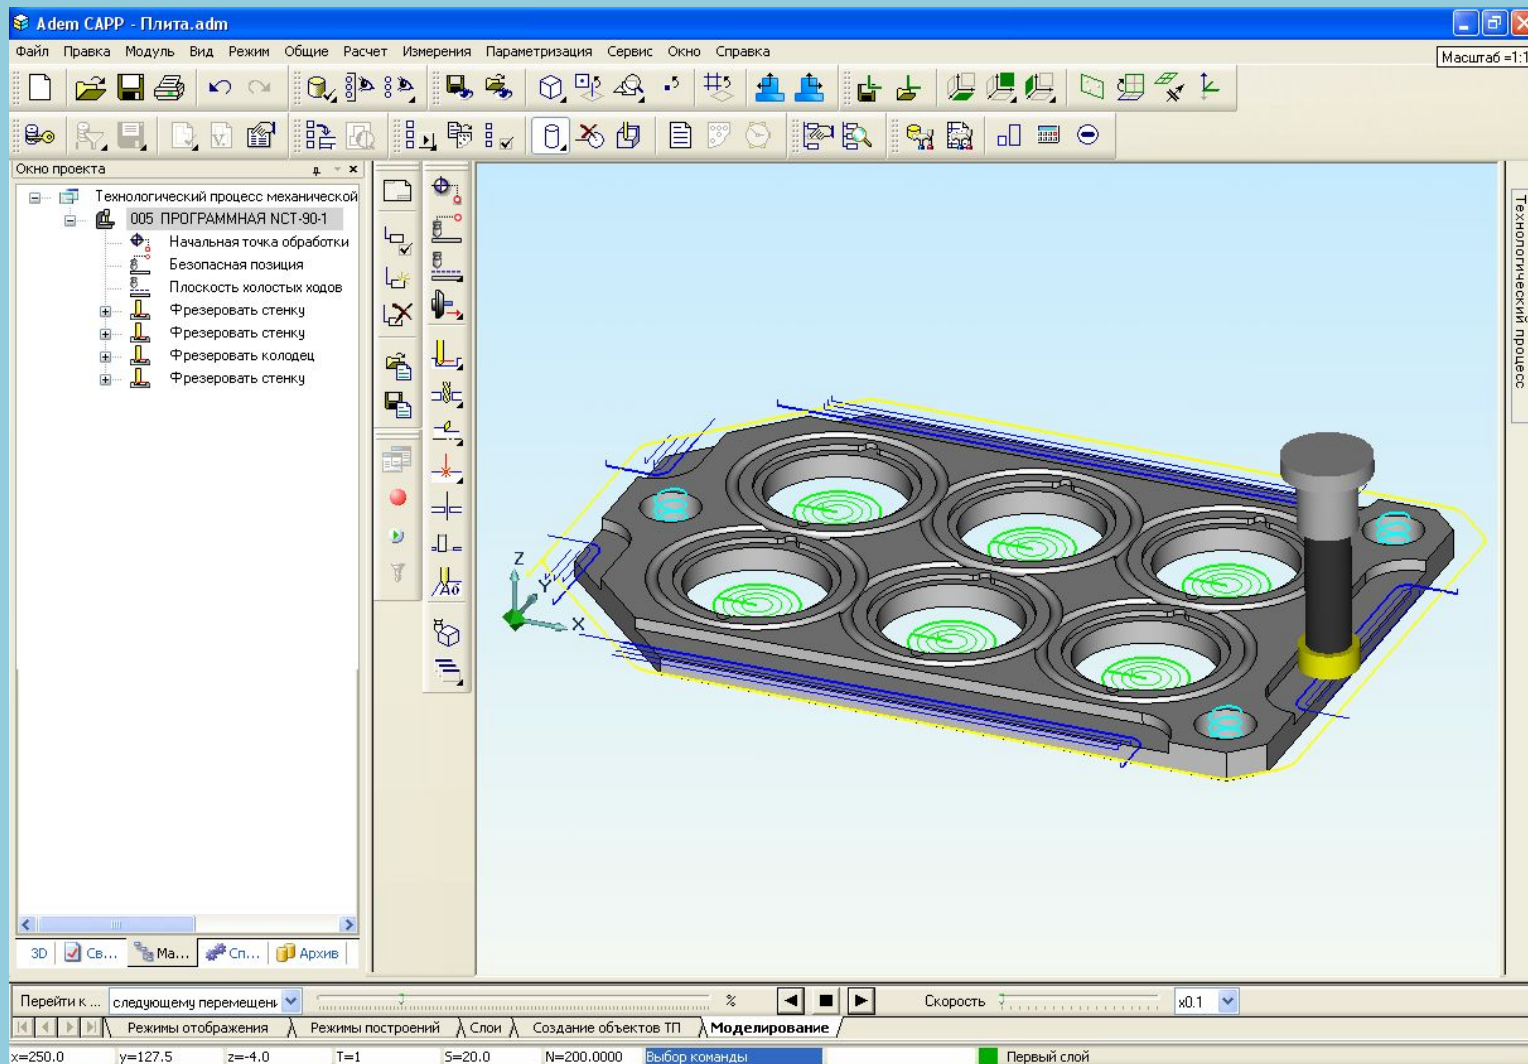 Adem CAPP - Плита.adm
Файл Правка Модуль Вид Режим Общие Расчет Измерения Параметризация Сервис Окно Справка
Масштаб =1:1
Окно проекта
Технологический процесс механической
005 ПРОГРАММНАЯ NCT-90-1
Начальная точка обработки
Безопасная позиция
Плоскость холостых ходов
Фрезеровать стенку
Фрезеровать стенку
Фрезеровать колодец
Фрезеровать стенку
Технологический процесс
Z
Y
X
3D Св... Ма... Сп... Архив
Перейти к ... следующему перемещен % Скорость x0.1
Режимы отображения Режимы построений Слои Создание объектов ТП Моделирование
x=250.0 y=127.5 z=-4.0 T=1 S=20.0 N=200.0000 Выбор команды Первый слой